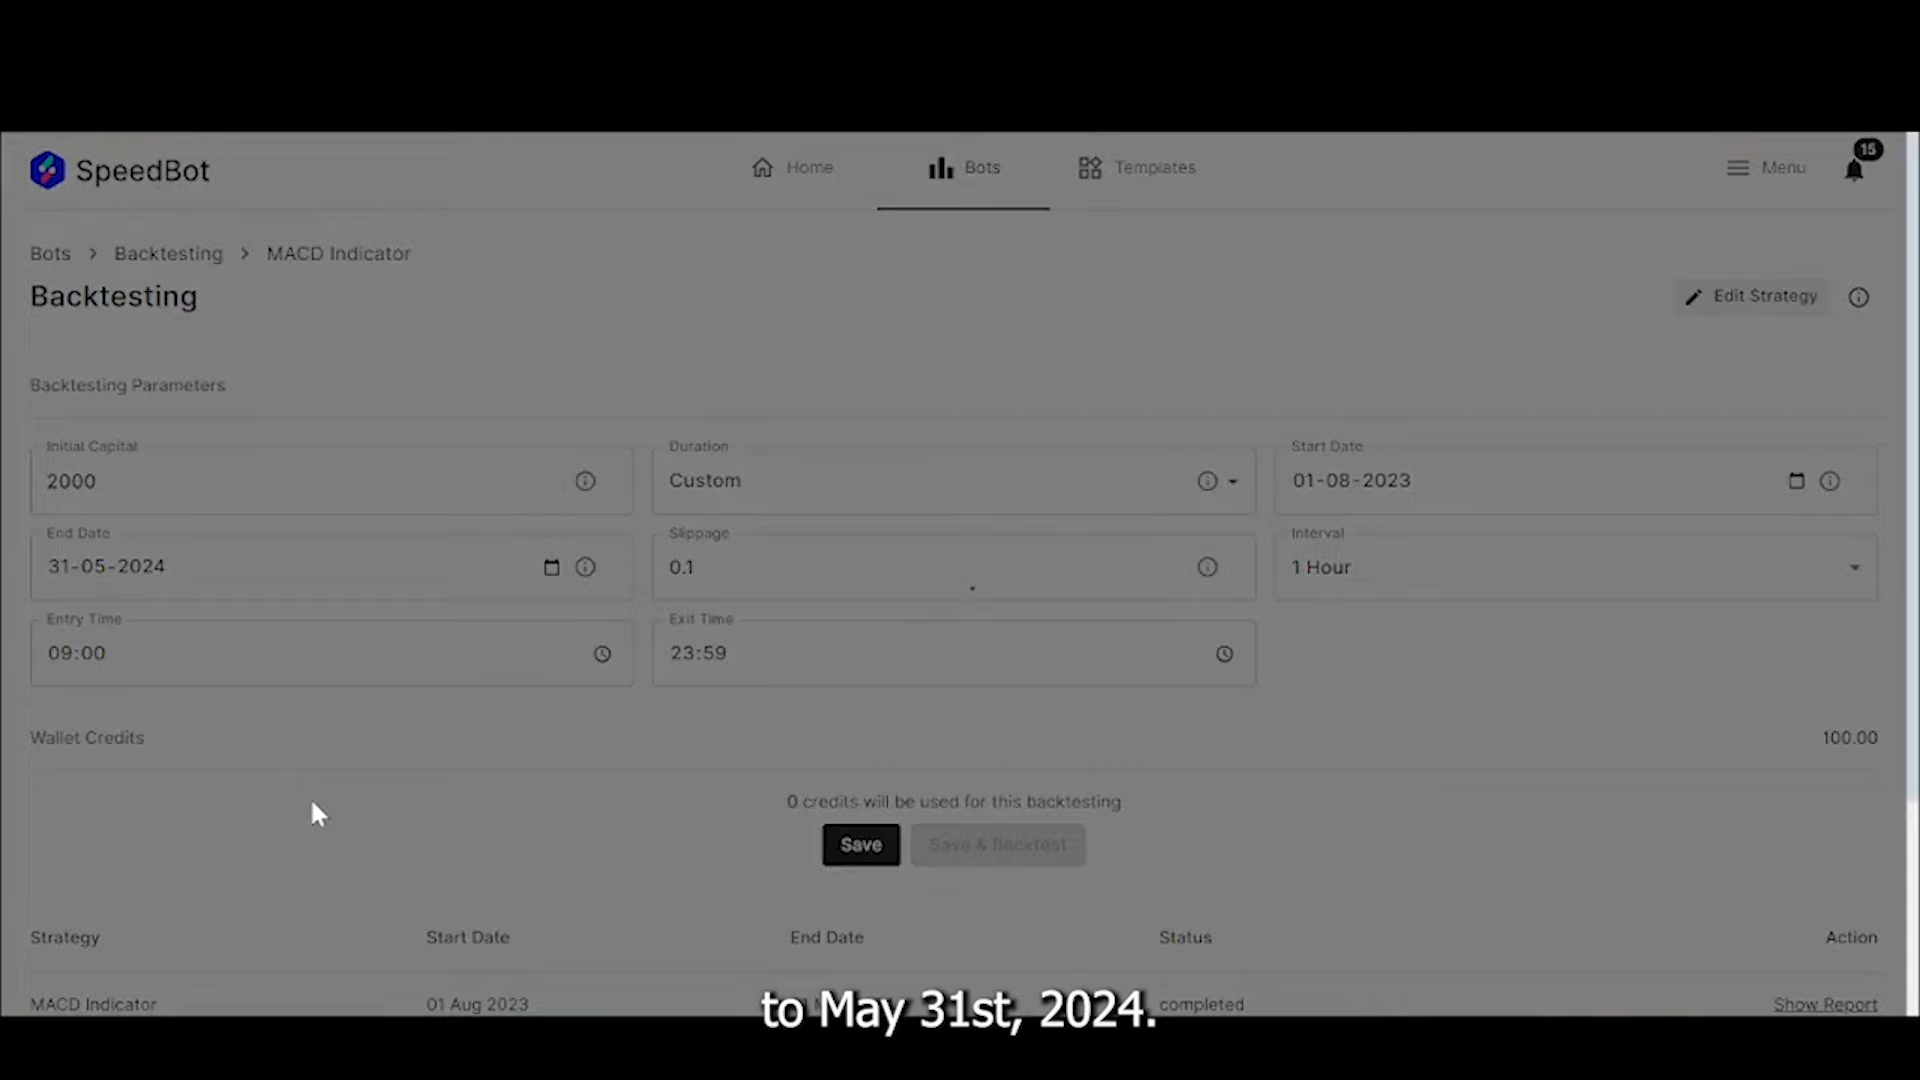 SpeedBot
Home
Bots
Templates
Menu
15
Bots > Backtesting > MACD Indicator
Backtesting
Edit Strategy
Backtesting Parameters
Initial Capital
2000
Duration
Custom
Start Date
01-08-2023
End Date
31-05-2024
Slippage
0.1
Interval
1 Hour
Entry Time
09:00
Exit Time
23:59
Wallet Credits
100.00
0 credits will be used for this backtesting
Save
Save & Backtest
Strategy
Start Date
End Date
Status
Action
MACD Indicator
01 Aug 2023
completed
Show Report
to May 31st, 2024.